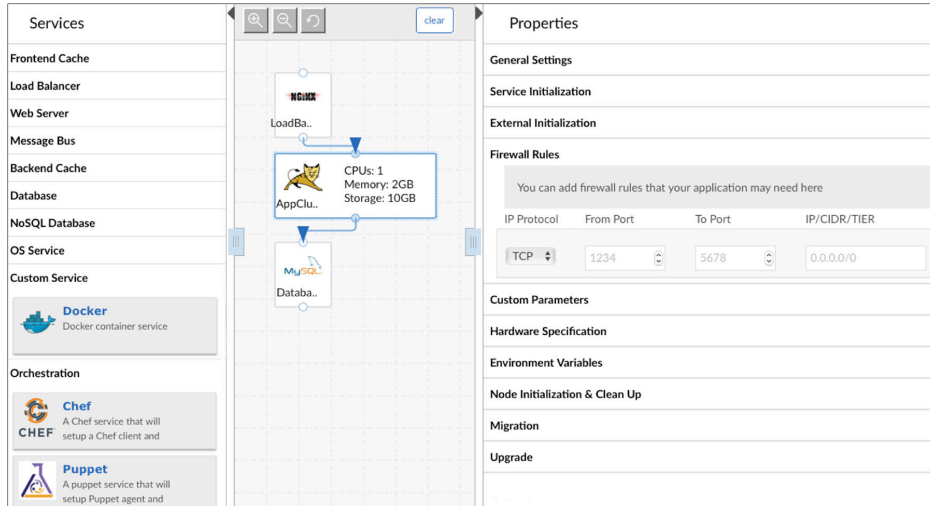 Services
Frontend Cache
Load Balancer
Web Server
Message Bus
Backend Cache
Database
NoSQL Database
OS Service
Custom Service
Docker
Docker container service
Orchestration
CHEF
Chef
A Chef service that will
setup a Chef client and
Puppet
A puppet service that will
setup Puppet agent and
clear
NGINX
LoadBa..
CPUs: 1
Memory: 2GB
Storage: 10GB
AppClu..
MySQL
Databa..
Properties
General Settings
Service Initialization
External Initialization
Firewall Rules
You can add firewall rules that your application may need here
IP Protocol From Port To Port IP/CIDR/TIER
TCP 1234 5678 0.0.0.0/0
Custom Parameters
Hardware Specification
Environment Variables
Node Initialization & Clean Up
Migration
Upgrade